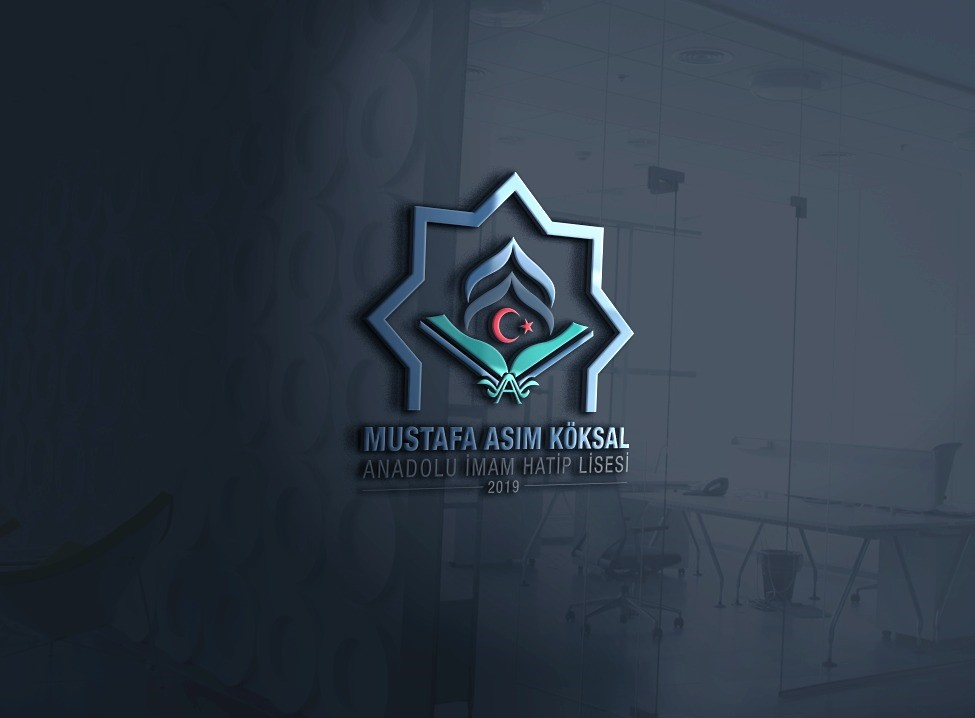 MUSTAFA ASIM KÖKSAL
ANADOLU İMAM HATİP LİSESİ
2019